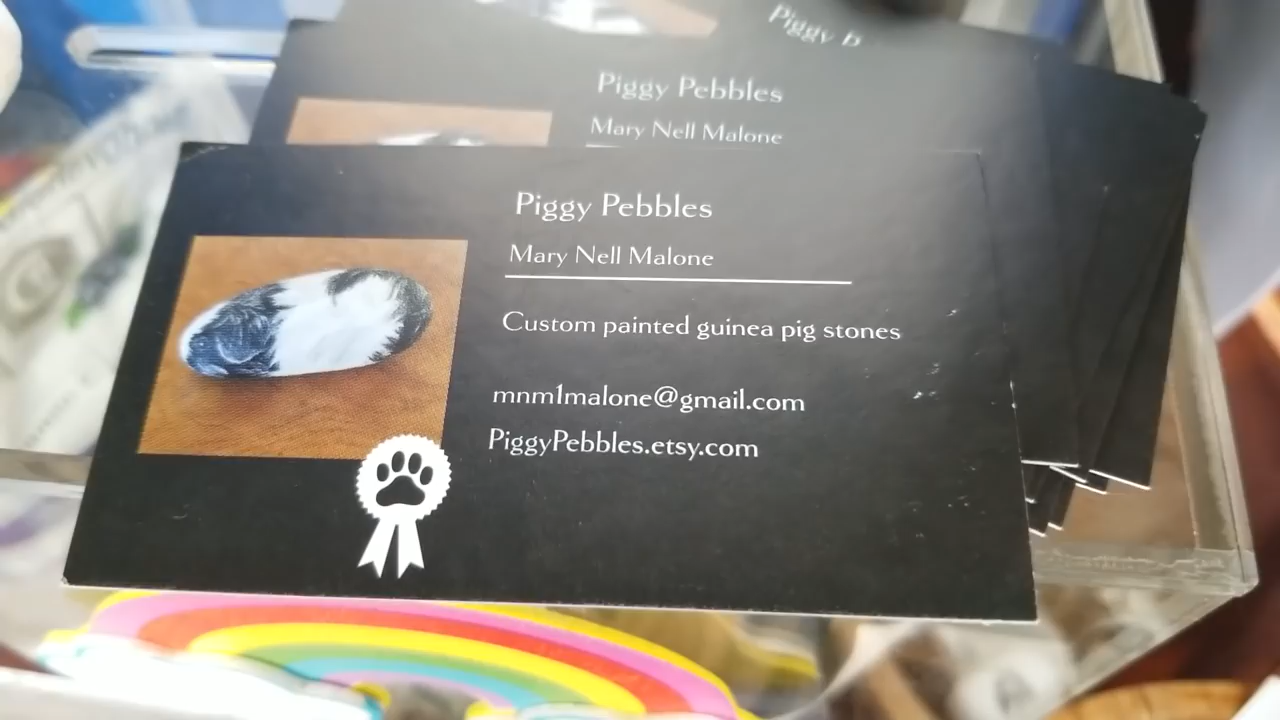 Piggy
Piggy Pebbles
Mary Nell Malone
Piggy Pebbles
Mary Nell Malone
Custom painted guinea pig stones
mnm1malone@gmail.com
PiggyPebbles.etsy.com